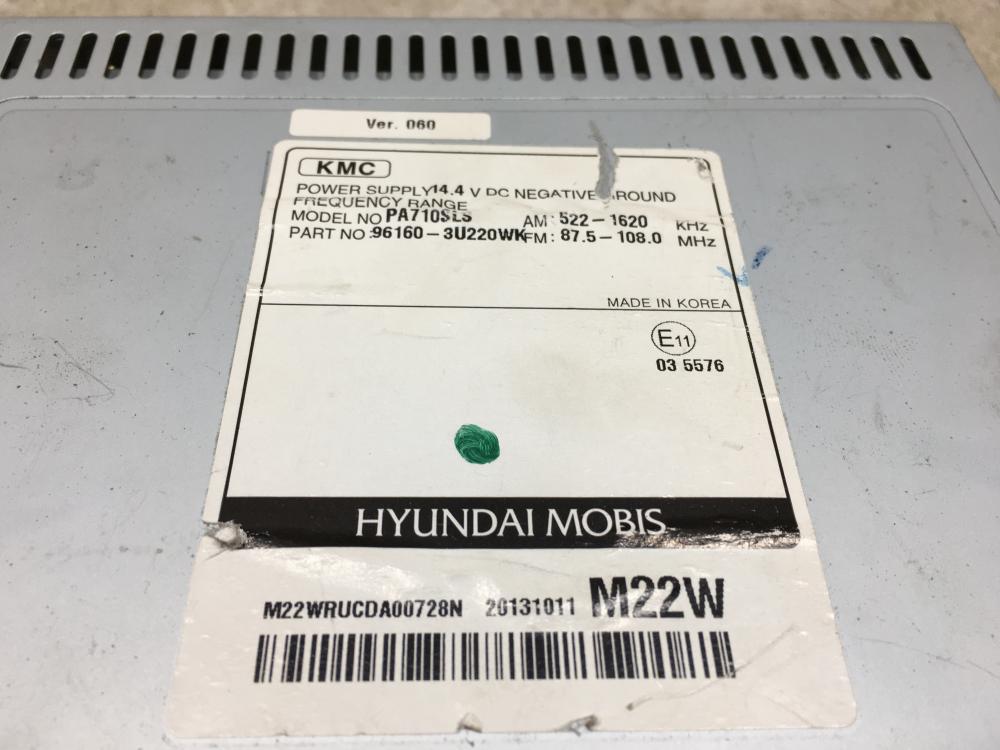 Ver. 060
KMC
POWER SUPPLY 14.4 V DC NEGATIVE GROUND
FREQUENCY RANGE
MODEL NO PA710SLS AM : 522-1620 KHz
PART NO : 96160-3U220WK FM : 87.5-108.0 MHz
MADE IN KOREA
E11
03 5576
HYUNDAI MOBIS
M22WRUCDA00728N 20131011 M22W